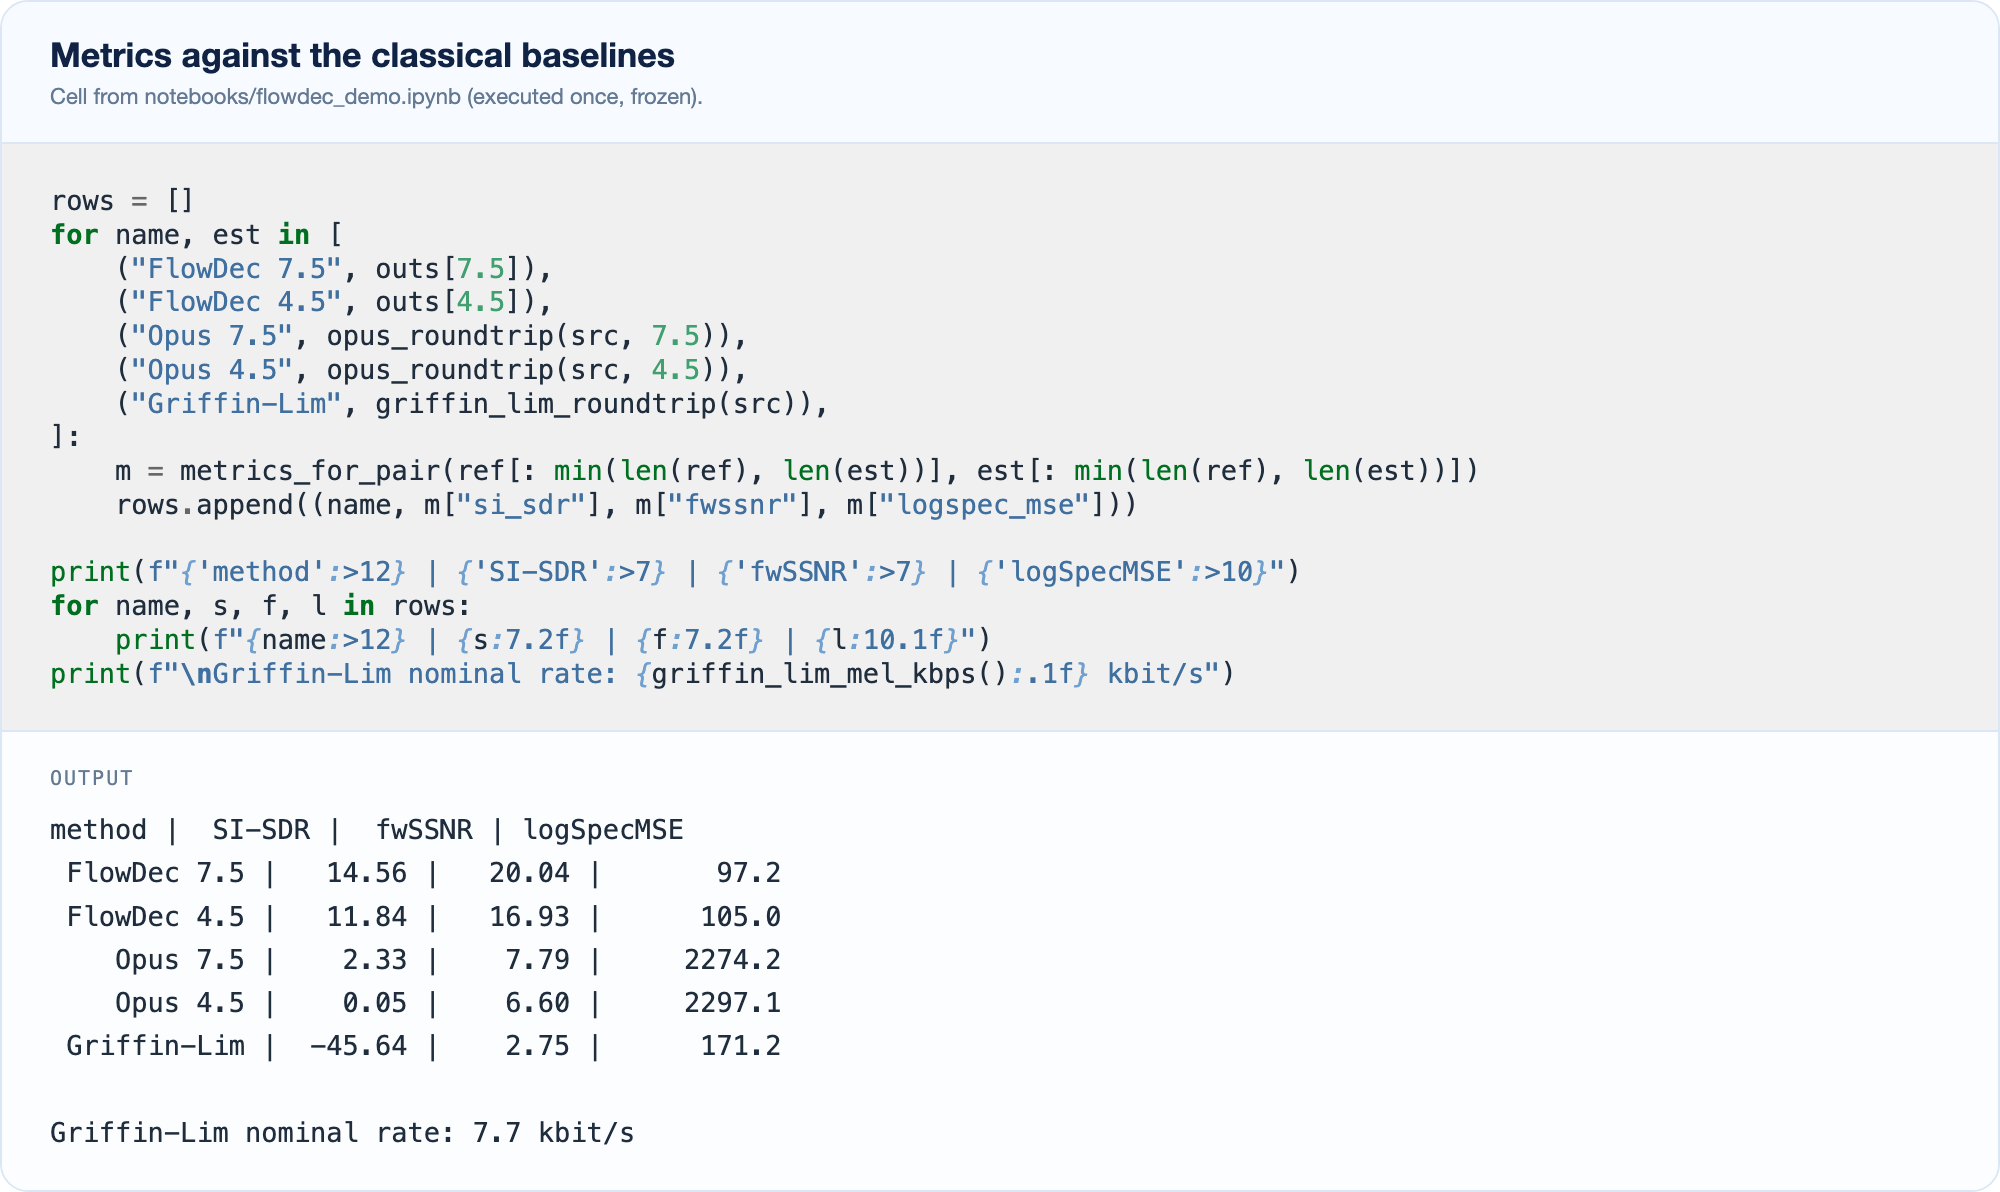 Metrics against the classical baselines
Cell from notebooks/flowdec_demo.ipynb (executed once, frozen).
rows = []
for name, est in [
    ("FlowDec 7.5", outs[7.5]),
    ("FlowDec 4.5", outs[4.5]),
    ("Opus 7.5", opus_roundtrip(src, 7.5)),
    ("Opus 4.5", opus_roundtrip(src, 4.5)),
    ("Griffin-Lim", griffin_lim_roundtrip(src)),
]:
    m = metrics_for_pair(ref[: min(len(ref), len(est))], est[: min(len(ref), len(est))])
    rows.append((name, m["si_sdr"], m["fwssnr"], m["logspec_mse"]))

print(f"{'method':>12} | {'SI-SDR':>7} | {'fwSSNR':>7} | {'logSpecMSE':>10}")
for name, s, f, l in rows:
    print(f"{name:>12} | {s:7.2f} | {f:7.2f} | {l:10.1f}")
print(f"\nGriffin-Lim nominal rate: {griffin_lim_mel_kbps():.1f} kbit/s")
OUTPUT
method |  SI-SDR |  fwSSNR | logSpecMSE
 FlowDec 7.5 |   14.56 |   20.04 |       97.2
 FlowDec 4.5 |   11.84 |   16.93 |      105.0
    Opus 7.5 |    2.33 |    7.79 |     2274.2
    Opus 4.5 |    0.05 |    6.60 |     2297.1
 Griffin-Lim |  -45.64 |    2.75 |      171.2

Griffin-Lim nominal rate: 7.7 kbit/s